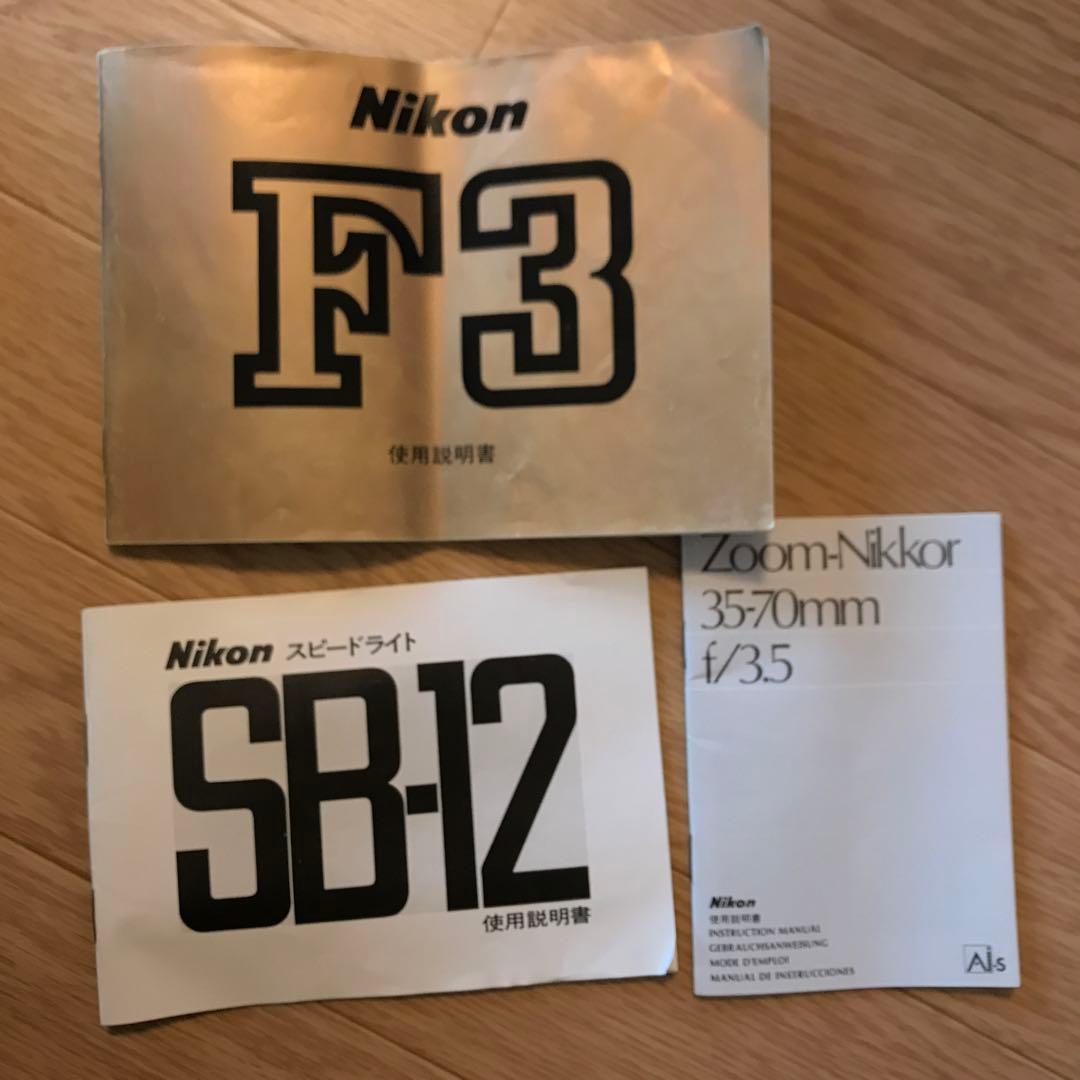 Nikon
F3
使用説明書
Nikon スピードライト
SB-12
使用説明書
Zoom-Nikkor
35-70mm
f/3.5
Nikon
使用説明書
INSTRUCTION MANUAL
GEBRAUCHSANWEISUNG
MODE D'EMPLOI
MANUAL DE INSTRUCCIONES
Ai-s